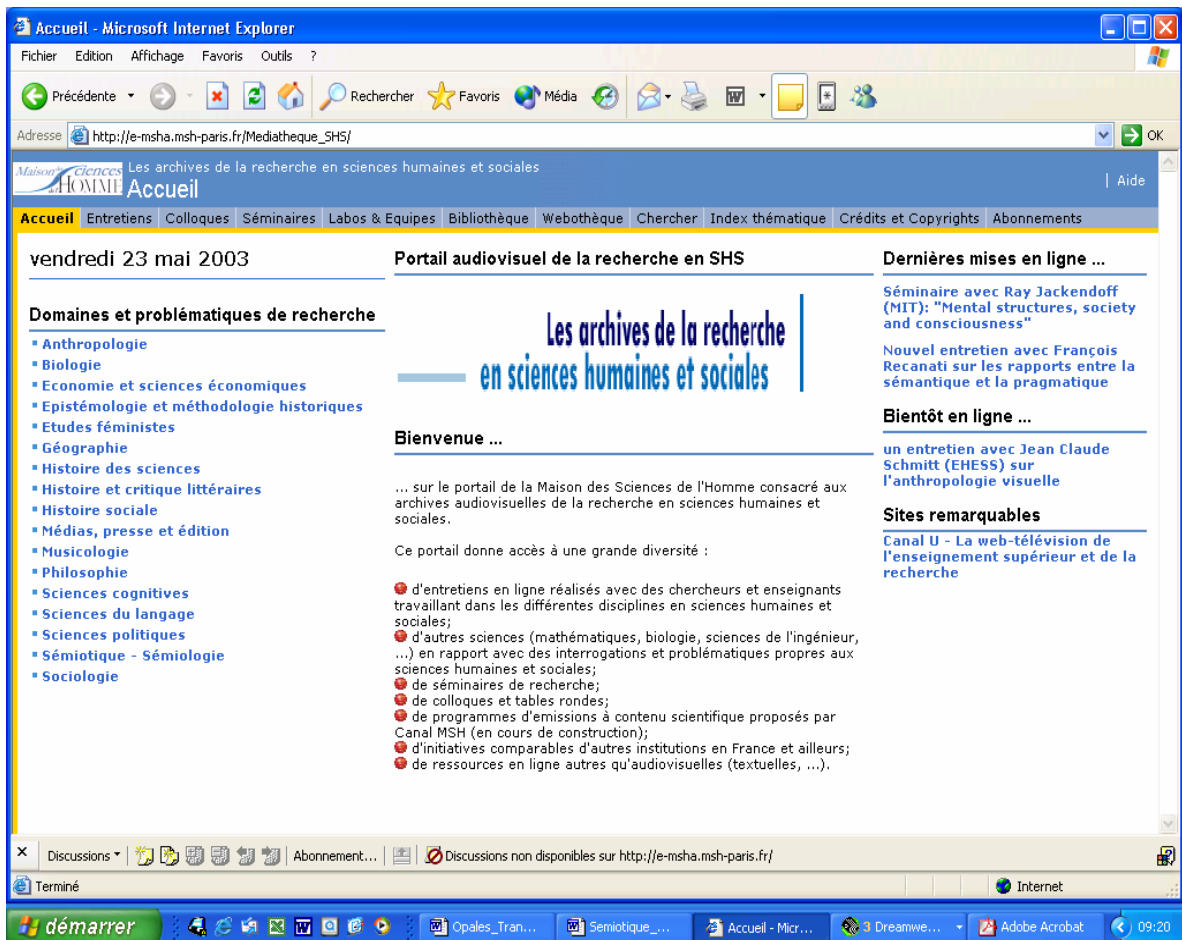 Accueil - Microsoft Internet Explorer
Fichier Edition Affichage Favoris Outils ?
Précédente Rechercher Favoris Média
Adresse http://e-msha.msh-paris.fr/Mediatheque_SHS/ OK
Maison des Sciences de l'HOMME
Les archives de la recherche en sciences humaines et sociales
Accueil
| Aide
Accueil Entretiens Colloques Séminaires Labos & Equipes Bibliothèque Webothèque Chercher Index thématique Crédits et Copyrights Abonnements
vendredi 23 mai 2003
Domaines et problématiques de recherche
Anthropologie
Biologie
Economie et sciences économiques
Epistémologie et méthodologie historiques
Etudes féministes
Géographie
Histoire des sciences
Histoire et critique littéraires
Histoire sociale
Médias, presse et édition
Musicologie
Philosophie
Sciences cognitives
Sciences du langage
Sciences politiques
Sémiotique - Sémiologie
Sociologie
Portail audiovisuel de la recherche en SHS
Les archives de la recherche
en sciences humaines et sociales
Bienvenue ...
... sur le portail de la Maison des Sciences de l'Homme consacré aux
archives audiovisuelles de la recherche en sciences humaines et
sociales.
Ce portail donne accès à une grande diversité :
d'entretiens en ligne réalisés avec des chercheurs et enseignants
travaillant dans les différentes disciplines en sciences humaines et
sociales;
d'autres sciences (mathématiques, biologie, sciences de l'ingénieur,
...) en rapport avec des interrogations et problématiques propres aux
sciences humaines et sociales;
de séminaires de recherche;
de colloques et tables rondes;
de programmes d'emissions à contenu scientifique proposés par
Canal MSH (en cours de construction);
d'initiatives comparables d'autres institutions en France et ailleurs;
de ressources en ligne autres qu'audiovisuelles (textuelles, ...).
Dernières mises en ligne ...
Séminaire avec Ray Jackendoff
(MIT): "Mental structures, society
and consciousness"
Nouvel entretien avec François
Recanati sur les rapports entre la
sémantique et la pragmatique
Bientôt en ligne ...
un entretien avec Jean Claude
Schmitt (EHESS) sur
l'anthropologie visuelle
Sites remarquables
Canal U - La web-télévision de
l'enseignement supérieur et de la
recherche
Discussions Abonnement... Discussions non disponibles sur http://e-msha.msh-paris.fr/
Terminé Internet
démarrer Opales_Tran... Semiotique_... Accueil - Micr... 3 Dreamwe... Adobe Acrobat 09:20